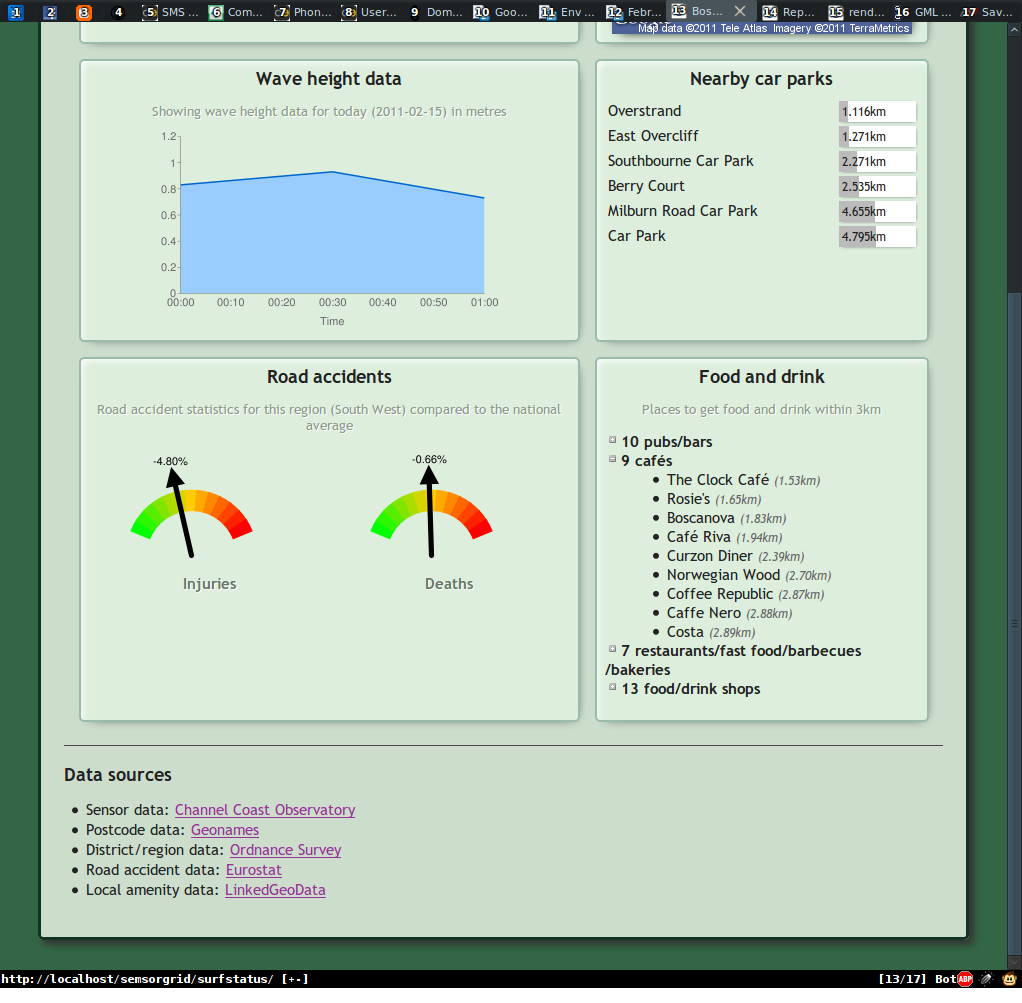 1 2 3 4 5 SMS ... 6 Com... 7 Phon... 8 User... 9 Dom... 10 Goo... 11 Env ... 12 Febr... 13 Bos... 14 Rep... 15 rend... 16 GML ... 17 Sav...
Map data ©2011 Tele Atlas Imagery ©2011 TerraMetrics
Wave height data
Showing wave height data for today (2011-02-15) in metres
1.2
1
0.8
0.6
0.4
0.2
0
00:00 00:10 00:20 00:30 00:40 00:50 01:00
Time
Nearby car parks
Overstrand 1.116km
East Overcliff 1.271km
Southbourne Car Park 2.271km
Berry Court 2.535km
Milburn Road Car Park 4.655km
Car Park 4.795km
Road accidents
Road accident statistics for this region (South West) compared to the national
average
-4.80% -0.66%
Injuries Deaths
Food and drink
Places to get food and drink within 3km
10 pubs/bars
9 cafés
The Clock Café (1.53km)
Rosie's (1.65km)
Boscanova (1.83km)
Café Riva (1.94km)
Curzon Diner (2.39km)
Norwegian Wood (2.70km)
Coffee Republic (2.87km)
Caffe Nero (2.88km)
Costa (2.89km)
7 restaurants/fast food/barbecues
/bakeries
13 food/drink shops
Data sources
Sensor data: Channel Coast Observatory
Postcode data: Geonames
District/region data: Ordnance Survey
Road accident data: Eurostat
Local amenity data: LinkedGeoData
http://localhost/semsorgrid/surfstatus/ [+-] [13/17] Bot ABP